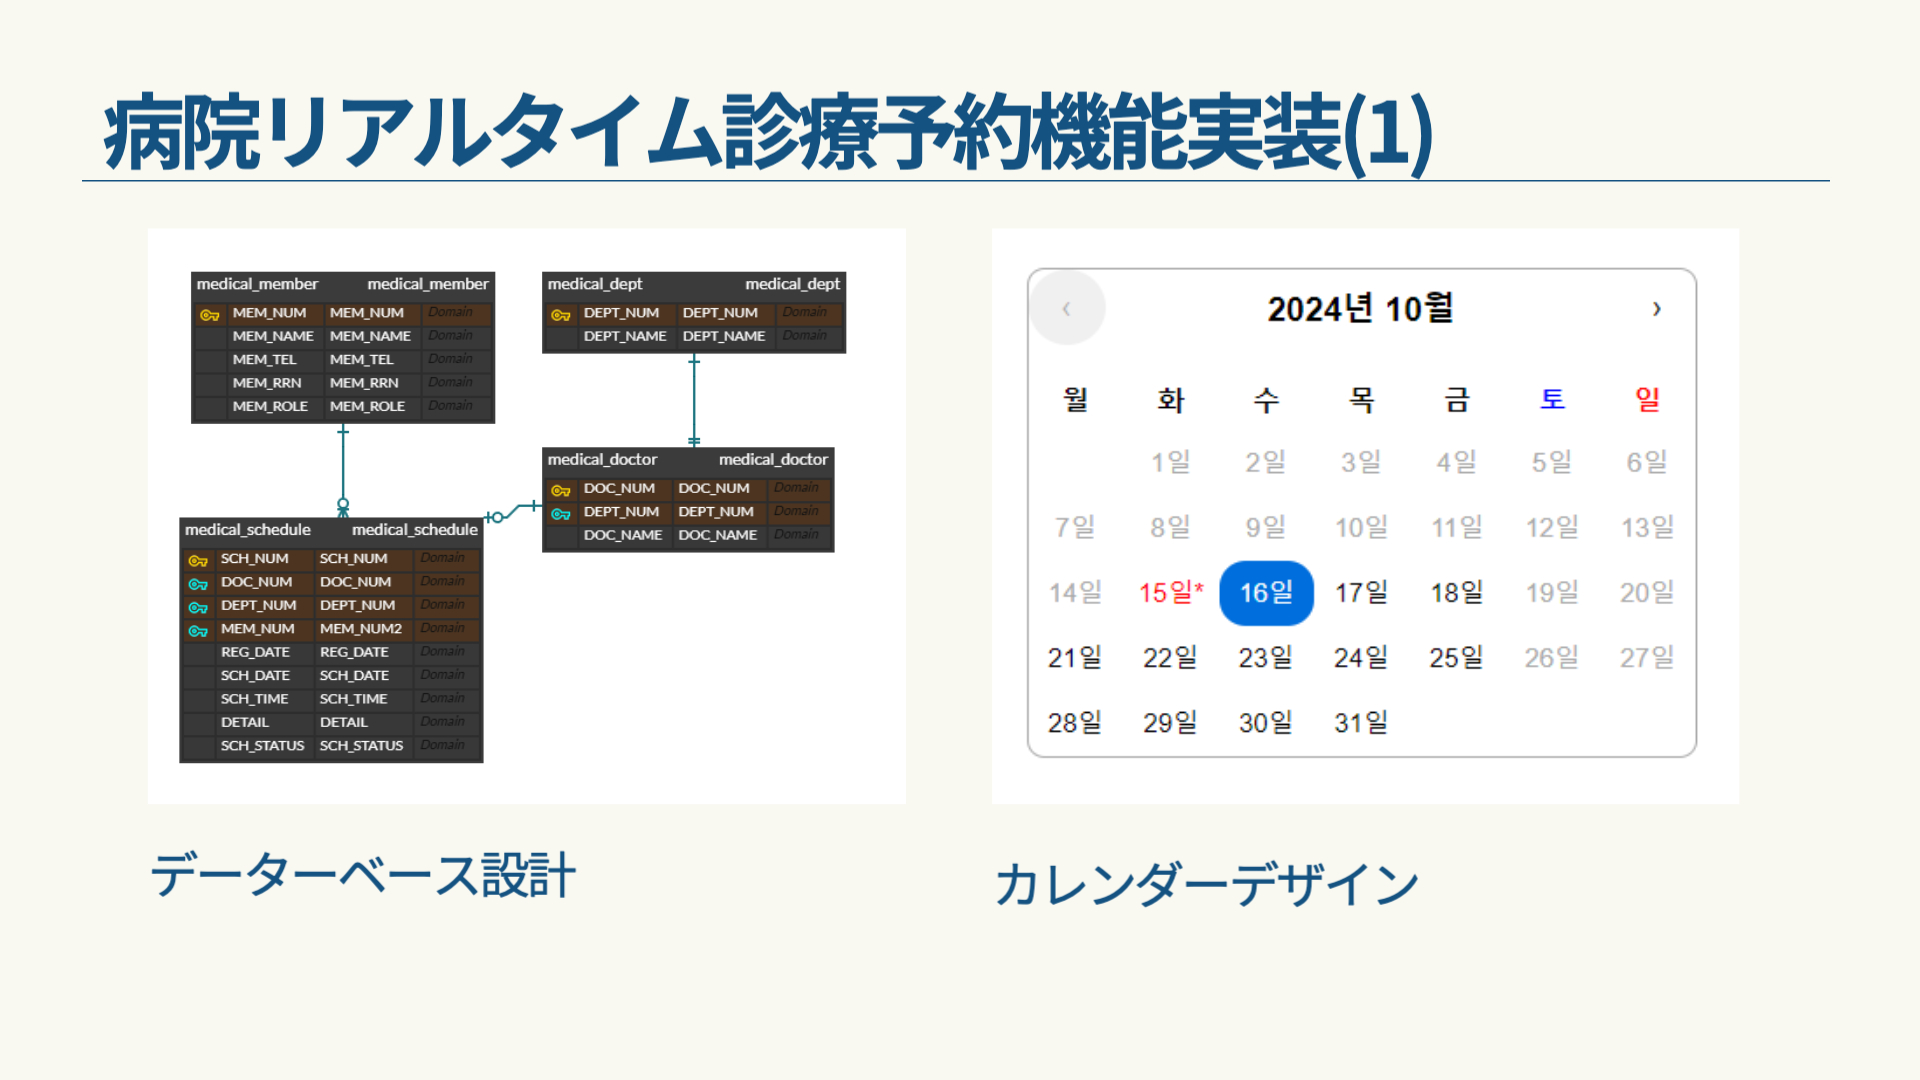 病院リアルタイム診療予約機能実装(1)
medical_member medical_member
MEM_NUM MEM_NUM Domain
MEM_NAME MEM_NAME Domain
MEM_TEL MEM_TEL Domain
MEM_RRN MEM_RRN Domain
MEM_ROLE MEM_ROLE Domain
medical_dept medical_dept
DEPT_NUM DEPT_NUM Domain
DEPT_NAME DEPT_NAME Domain
medical_doctor medical_doctor
DOC_NUM DOC_NUM Domain
DEPT_NUM DEPT_NUM Domain
DOC_NAME DOC_NAME Domain
medical_schedule medical_schedule
SCH_NUM SCH_NUM Domain
DOC_NUM DOC_NUM Domain
DEPT_NUM DEPT_NUM Domain
MEM_NUM MEM_NUM2 Domain
REG_DATE REG_DATE Domain
SCH_DATE SCH_DATE Domain
SCH_TIME SCH_TIME Domain
DETAIL DETAIL Domain
SCH_STATUS SCH_STATUS Domain
データーベース設計
‹ 2024년 10월 ›
월 화 수 목 금 토 일
1일 2일 3일 4일 5일 6일
7일 8일 9일 10일 11일 12일 13일
14일 15일* 16일 17일 18일 19일 20일
21일 22일 23일 24일 25일 26일 27일
28일 29일 30일 31일
カレンダーデザイン